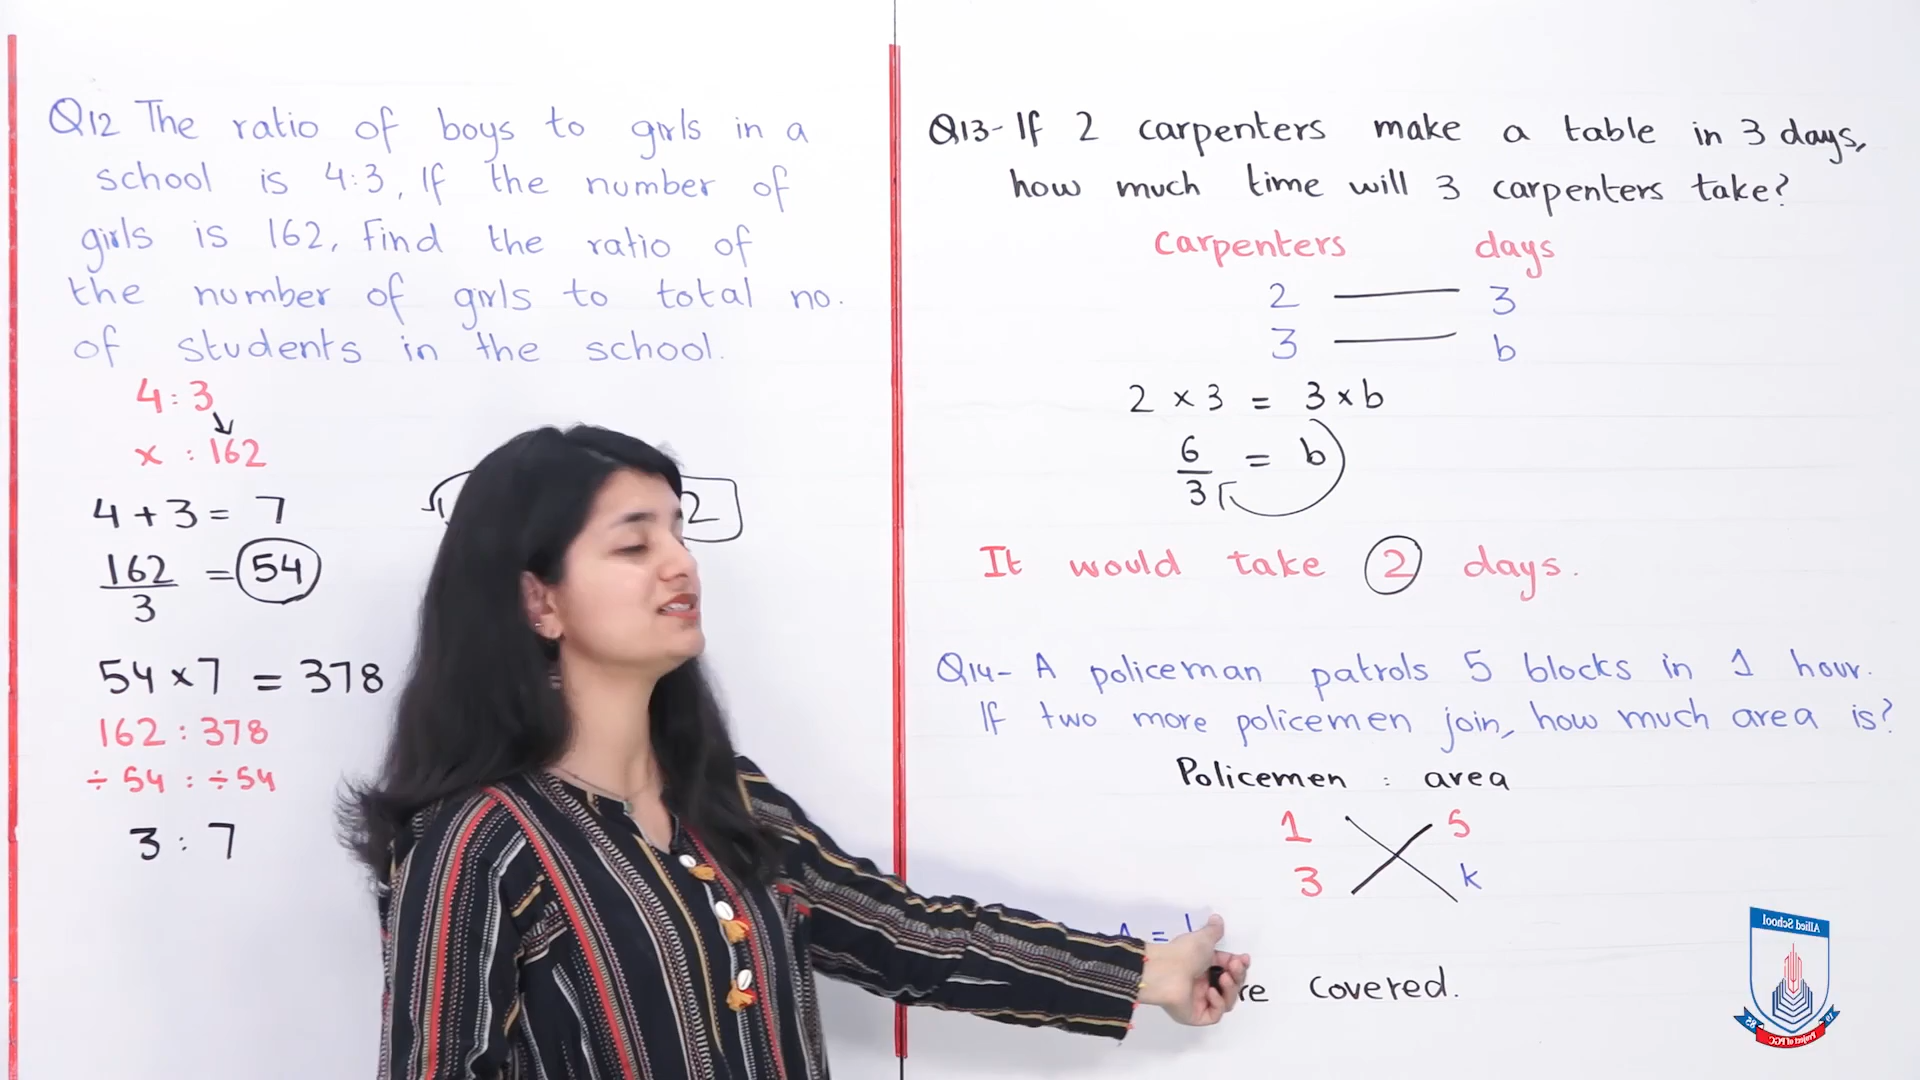 Q12 The ratio of boys to girls in a
school is 4:3, If the number of
girls is 162, Find the ratio of
the number of girls to total no.
of students in the school.
4 : 3
x : 162
4 + 3 = 7
2
162/3 = 54
54 × 7 = 378
162 : 378
÷ 54 : ÷ 54
3 : 7
Q13- If 2 carpenters make a table in 3 days,
how much time will 3 carpenters take?
carpenters days
2 3
3 b
2 × 3 = 3 × b
6/3 = b
It would take 2 days.
Q14- A policeman patrols 5 blocks in 1 hour.
If two more policemen join, how much area is?
Policemen : area
1 5
3 k
=
covered.
Allied School
Project of PGC